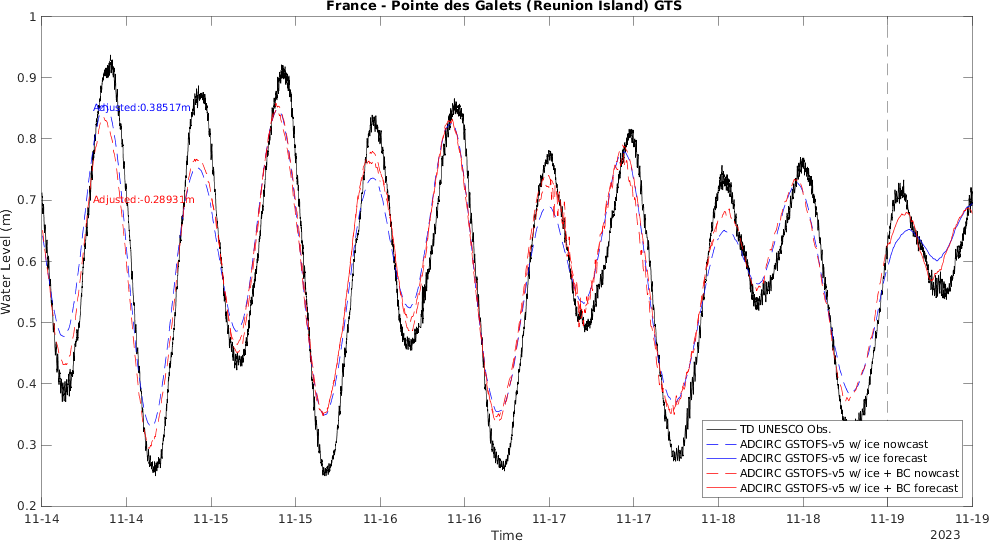 France - Pointe des Galets (Reunion Island) GTS
1
0.9
0.8
0.7
0.6
0.5
0.4
0.3
0.2
Water Level (m)
Adjusted:0.38517m
Adjusted:-0.28931m
TD UNESCO Obs.
ADCIRC GSTOFS-v5 w/ ice nowcast
ADCIRC GSTOFS-v5 w/ ice forecast
ADCIRC GSTOFS-v5 w/ ice + BC nowcast
ADCIRC GSTOFS-v5 w/ ice + BC forecast
11-14 11-14 11-15 11-15 11-16 11-16 11-17 11-17 11-18 11-18 11-19 11-19
Time
2023